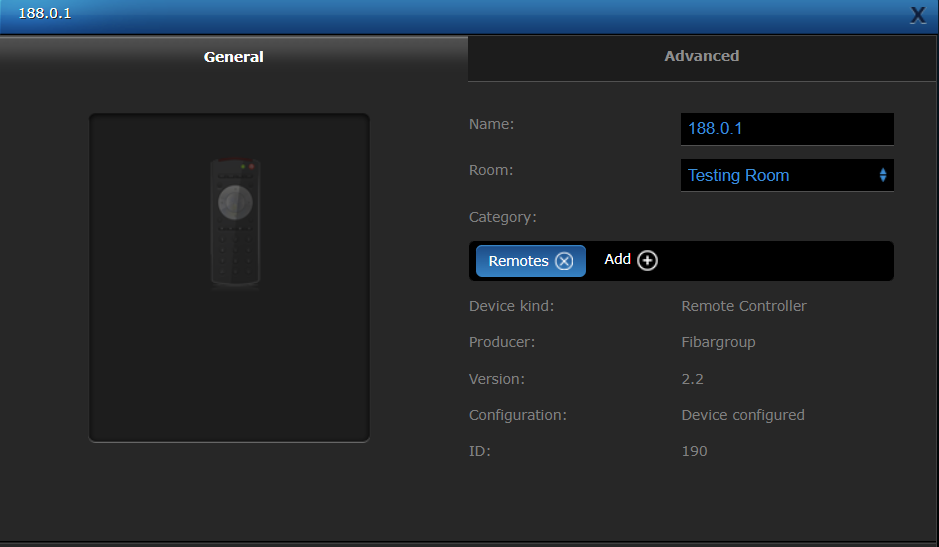 188.0.1 X
General Advanced
Name: 188.0.1
Room: Testing Room
Category:
Remotes Add
Device kind: Remote Controller
Producer: Fibargroup
Version: 2.2
Configuration: Device configured
ID: 190